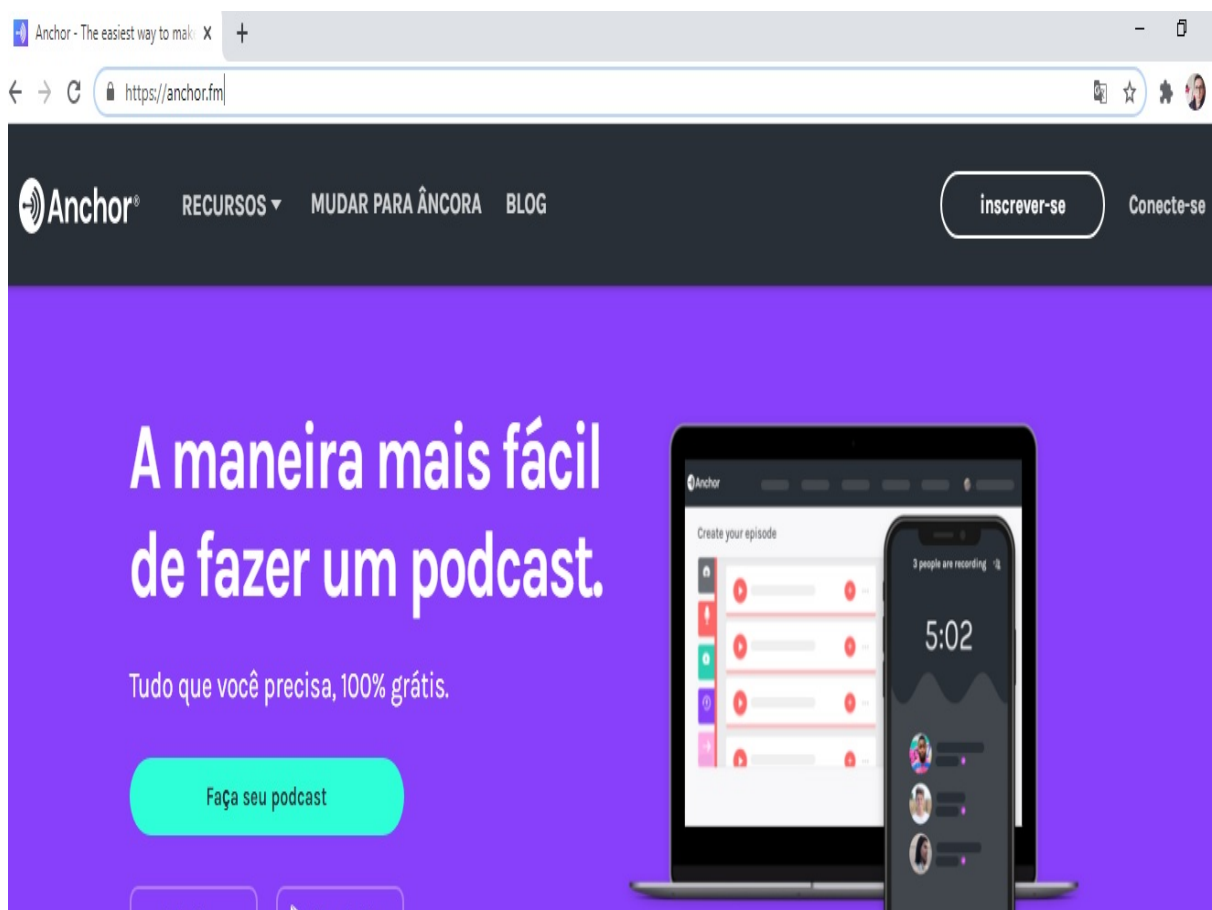 Anchor - The easiest way to mak
https://anchor.fm
Anchor® RECURSOS MUDAR PARA ÂNCORA BLOG inscrever-se Conecte-se
A maneira mais fácil
de fazer um podcast.
Tudo que você precisa, 100% grátis.
Faça seu podcast
Anchor
Create your episode
3 people are recording
5:02